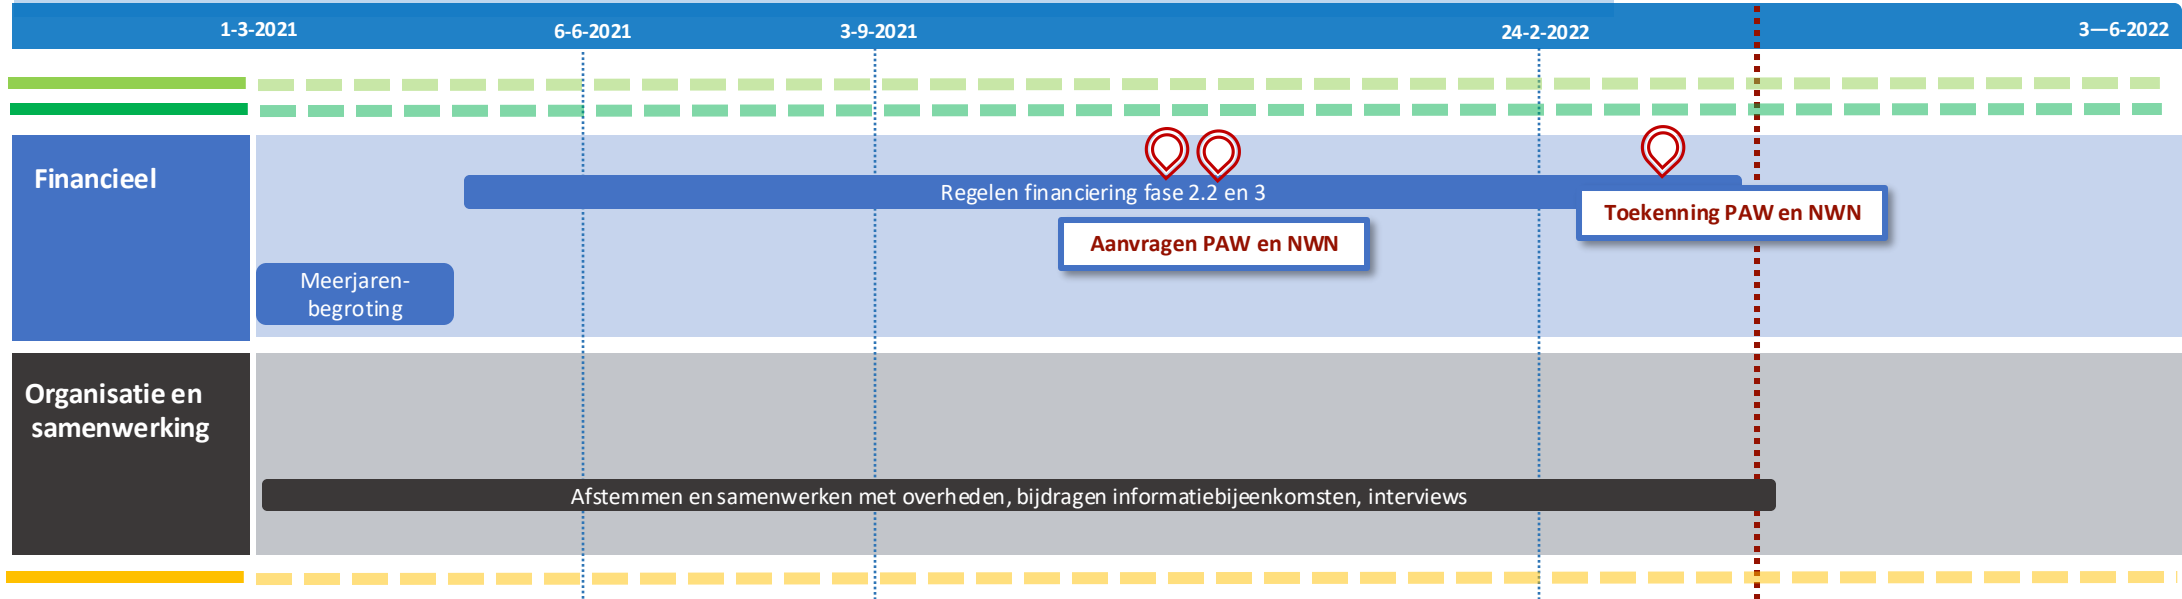 1-3-2021
6-6-2021
3-9-2021
24-2-2022
3—6-2022
Financieel
Regelen financiering fase 2.2 en 3
Toekenning PAW en NWN
Aanvragen PAW en NWN
Meerjaren-
begroting
Organisatie en
samenwerking
Afstemmen en samenwerken met overheden, bijdragen informatiebijeenkomsten, interviews